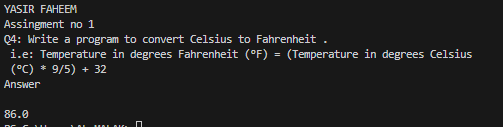 YASIR FAHEEM
Assingment no 1
Q4: Write a program to convert Celsius to Fahrenheit .
i.e: Temperature in degrees Fahrenheit (°F) = (Temperature in degrees Celsius
(°C) * 9/5) + 32
Answer
86.0